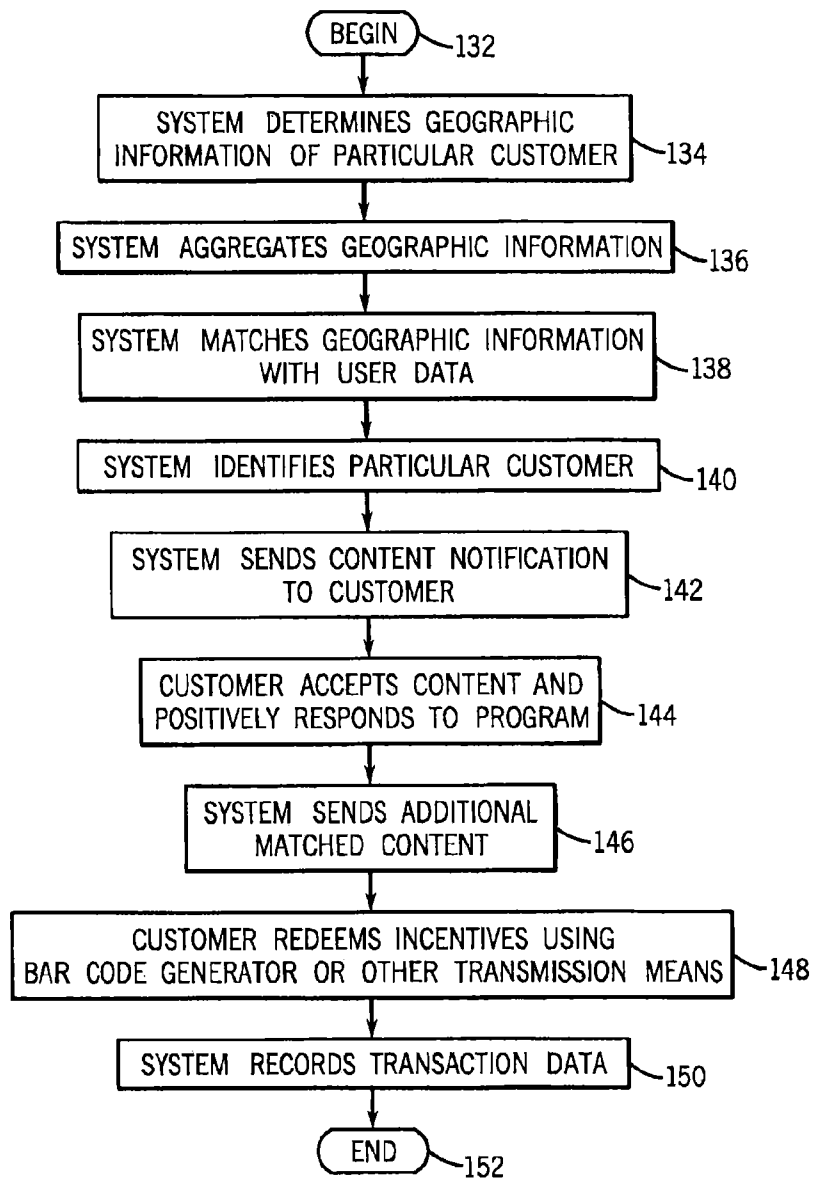 BEGIN
132
SYSTEM DETERMINES GEOGRAPHIC
INFORMATION OF PARTICULAR CUSTOMER
134
SYSTEM AGGREGATES GEOGRAPHIC INFORMATION
136
SYSTEM MATCHES GEOGRAPHIC INFORMATION
WITH USER DATA
138
SYSTEM IDENTIFIES PARTICULAR CUSTOMER
140
SYSTEM SENDS CONTENT NOTIFICATION
TO CUSTOMER
142
CUSTOMER ACCEPTS CONTENT AND
POSITIVELY RESPONDS TO PROGRAM
144
SYSTEM SENDS ADDITIONAL
MATCHED CONTENT
146
CUSTOMER REDEEMS INCENTIVES USING
BAR CODE GENERATOR OR OTHER TRANSMISSION MEANS
148
SYSTEM RECORDS TRANSACTION DATA
150
END
152